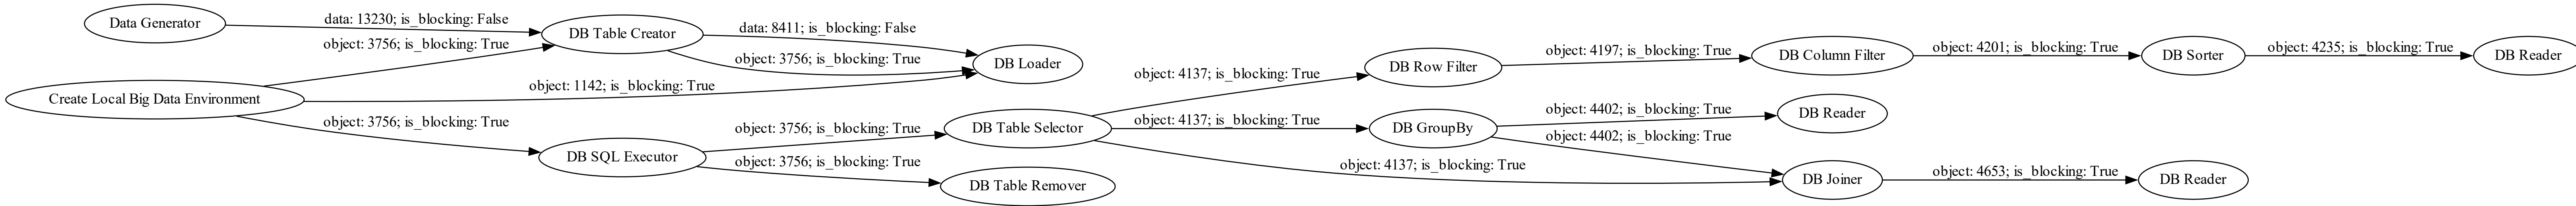 Data Generator
data: 13230; is_blocking: False
object: 3756; is_blocking: True
Create Local Big Data Environment
object: 1142; is_blocking: True
object: 3756; is_blocking: True
DB Table Creator
data: 8411; is_blocking: False
object: 3756; is_blocking: True
DB Loader
DB SQL Executor
object: 3756; is_blocking: True
object: 3756; is_blocking: True
DB Table Selector
DB Table Remover
object: 4137; is_blocking: True
object: 4137; is_blocking: True
object: 4137; is_blocking: True
DB Row Filter
object: 4197; is_blocking: True
DB Column Filter
object: 4201; is_blocking: True
DB Sorter
object: 4235; is_blocking: True
DB Reader
DB GroupBy
object: 4402; is_blocking: True
object: 4402; is_blocking: True
DB Reader
DB Joiner
object: 4653; is_blocking: True
DB Reader